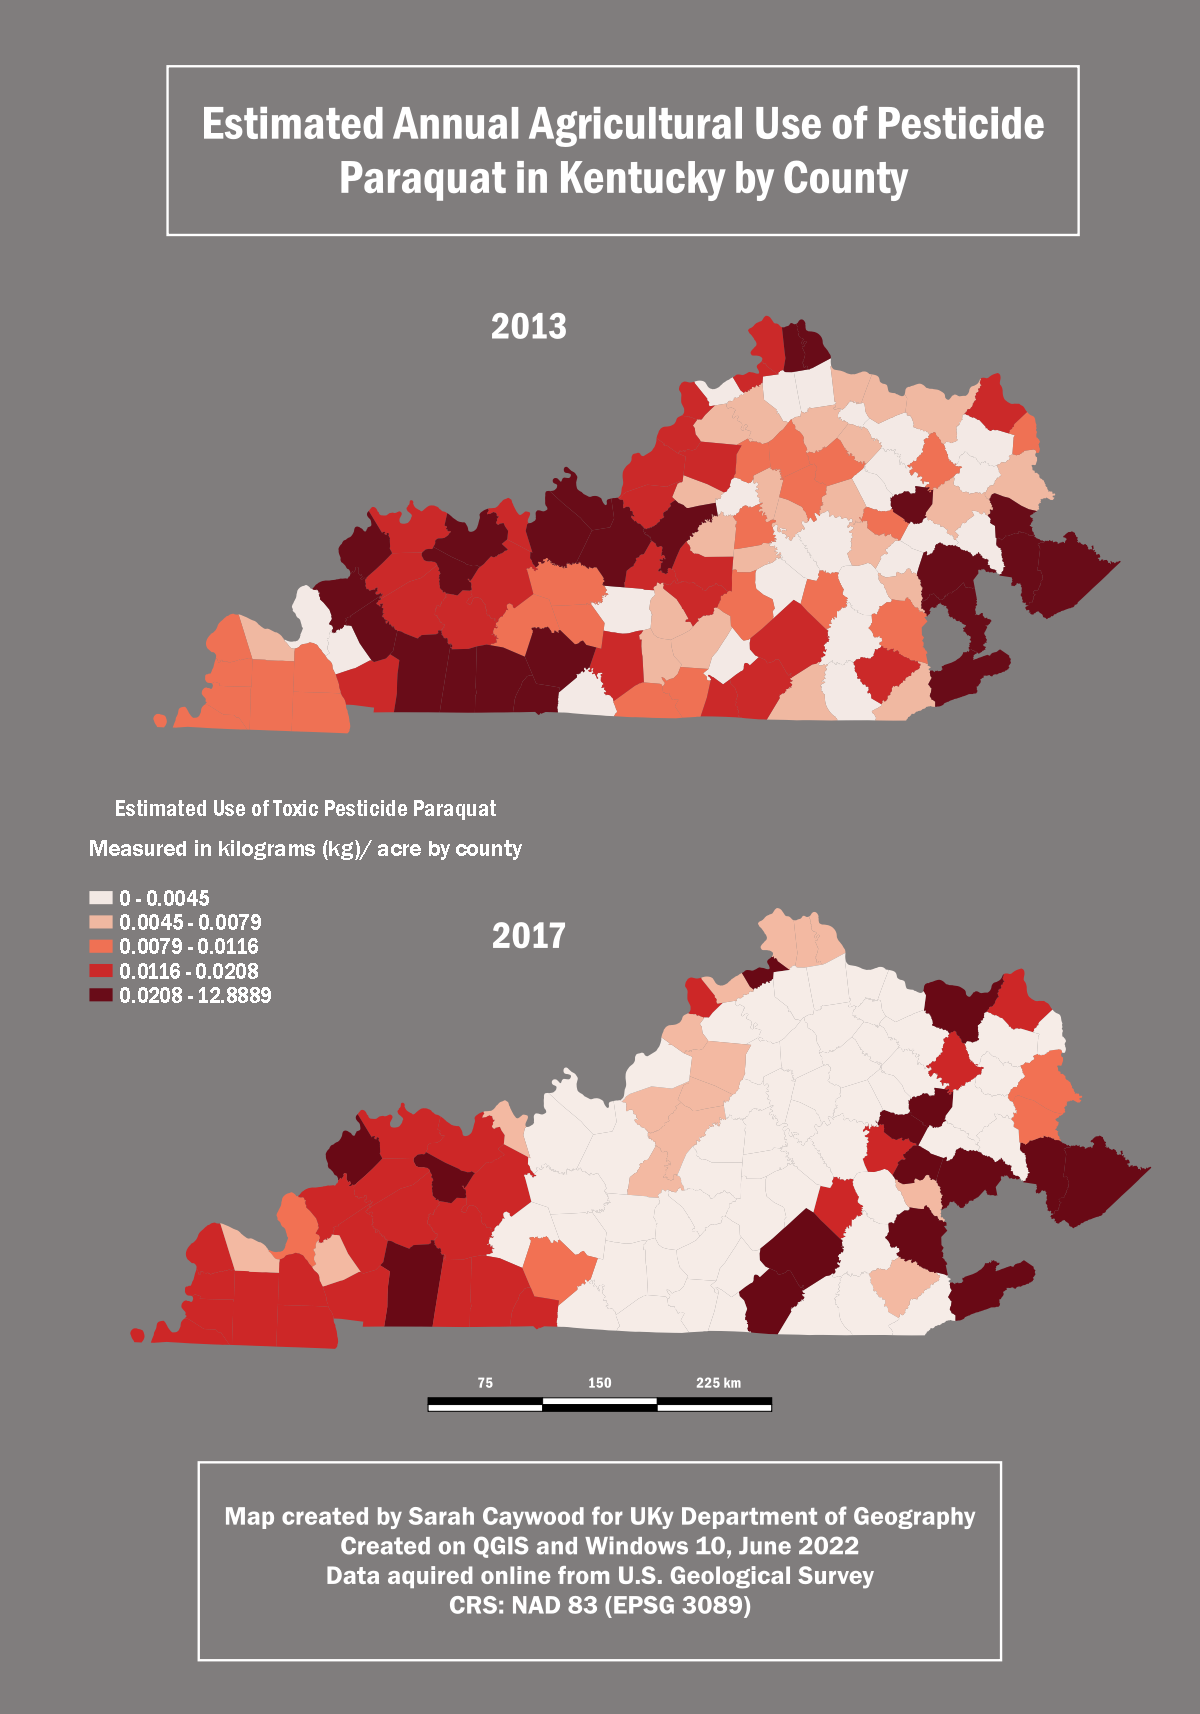 Estimated Annual Agricultural Use of Pesticide
Paraquat in Kentucky by County
2013
Estimated Use of Toxic Pesticide Paraquat
Measured in kilograms (kg)/ acre by county
0 - 0.0045
0.0045 - 0.0079
0.0079 - 0.0116
0.0116 - 0.0208
0.0208 - 12.8889
2017
75 150 225 km
Map created by Sarah Caywood for UKy Department of Geography
Created on QGIS and Windows 10, June 2022
Data aquired online from U.S. Geological Survey
CRS: NAD 83 (EPSG 3089)